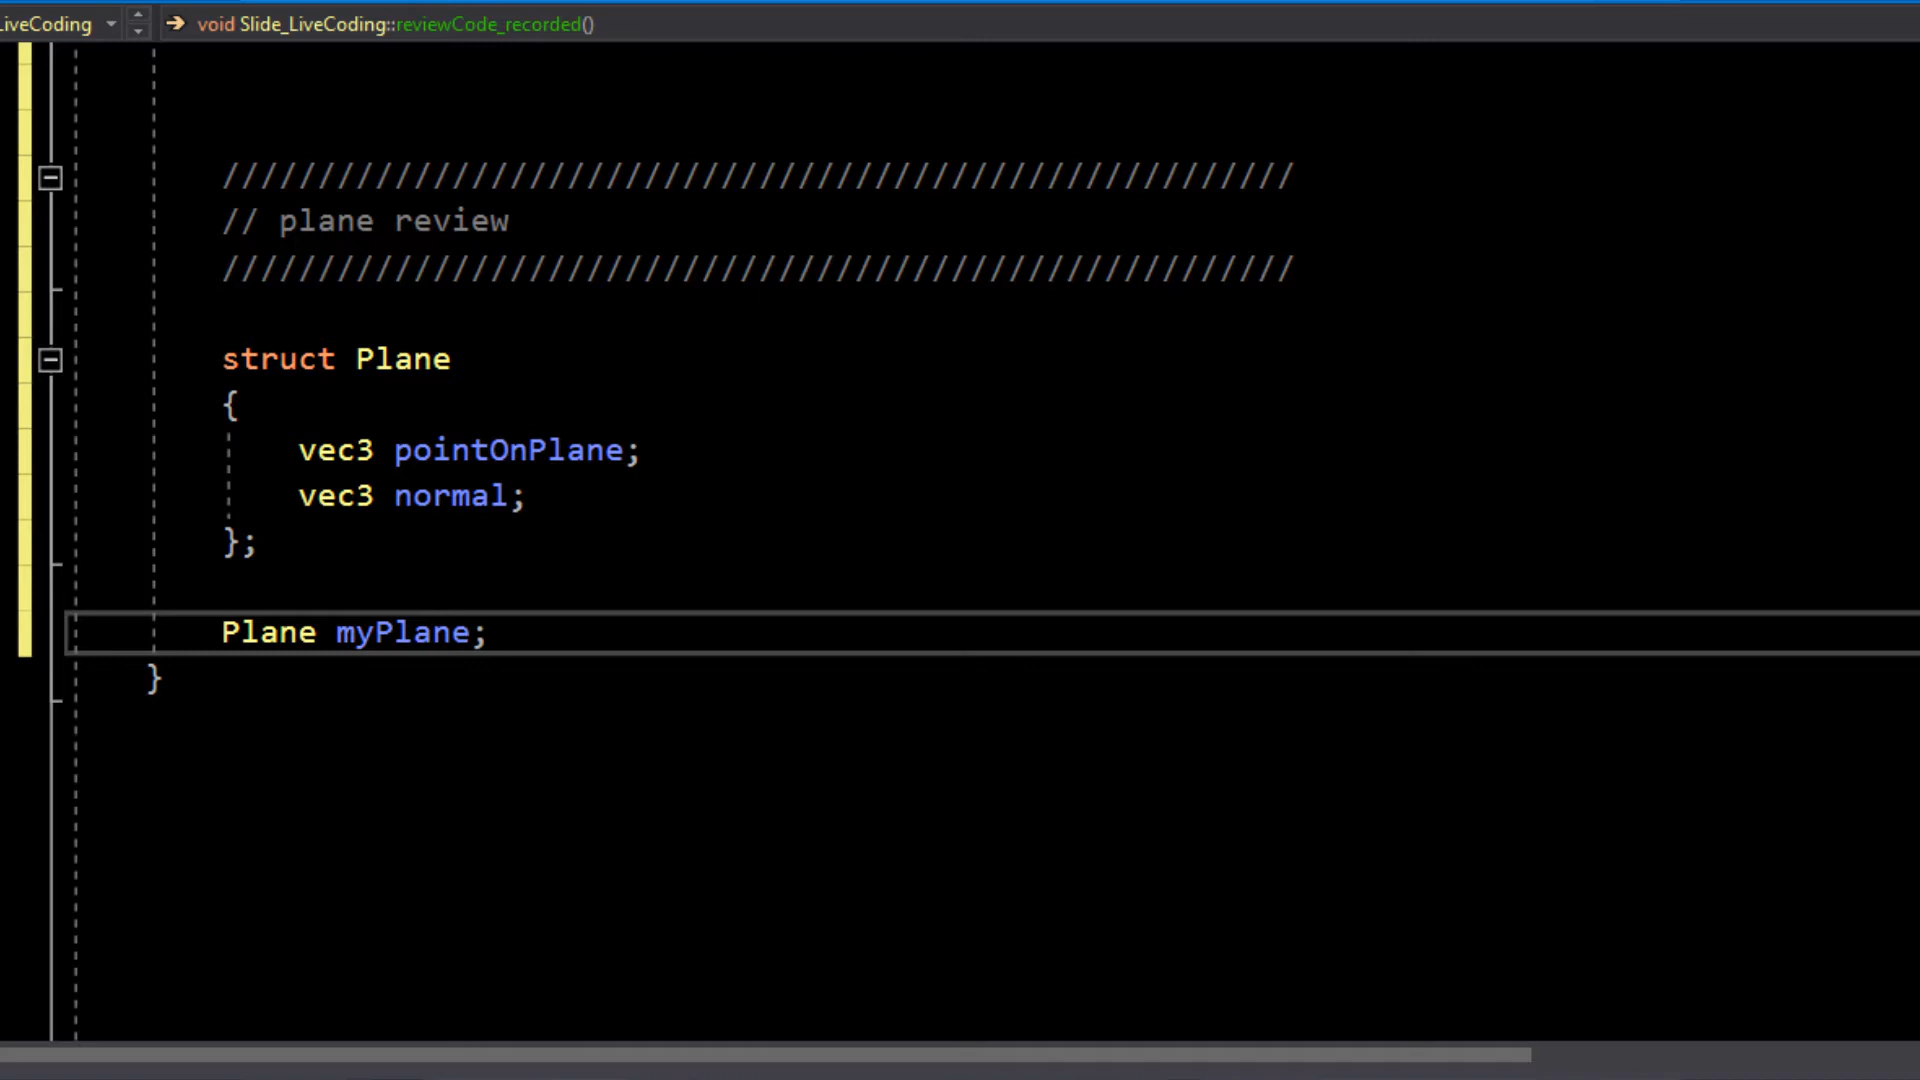 LiveCoding void Slide_LiveCoding::reviewCode_recorded()
////////////////////////////////////////////////////////
// plane review
////////////////////////////////////////////////////////
struct Plane
{
vec3 pointOnPlane;
vec3 normal;
};
Plane myPlane;
}